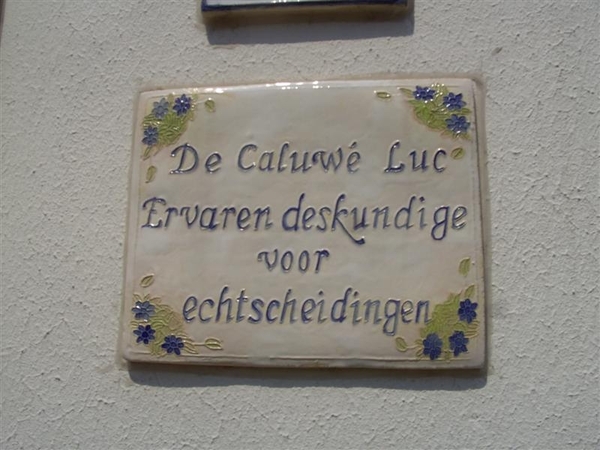 De Caluwé Luc
Ervaren deskundige
voor
echtscheidingen